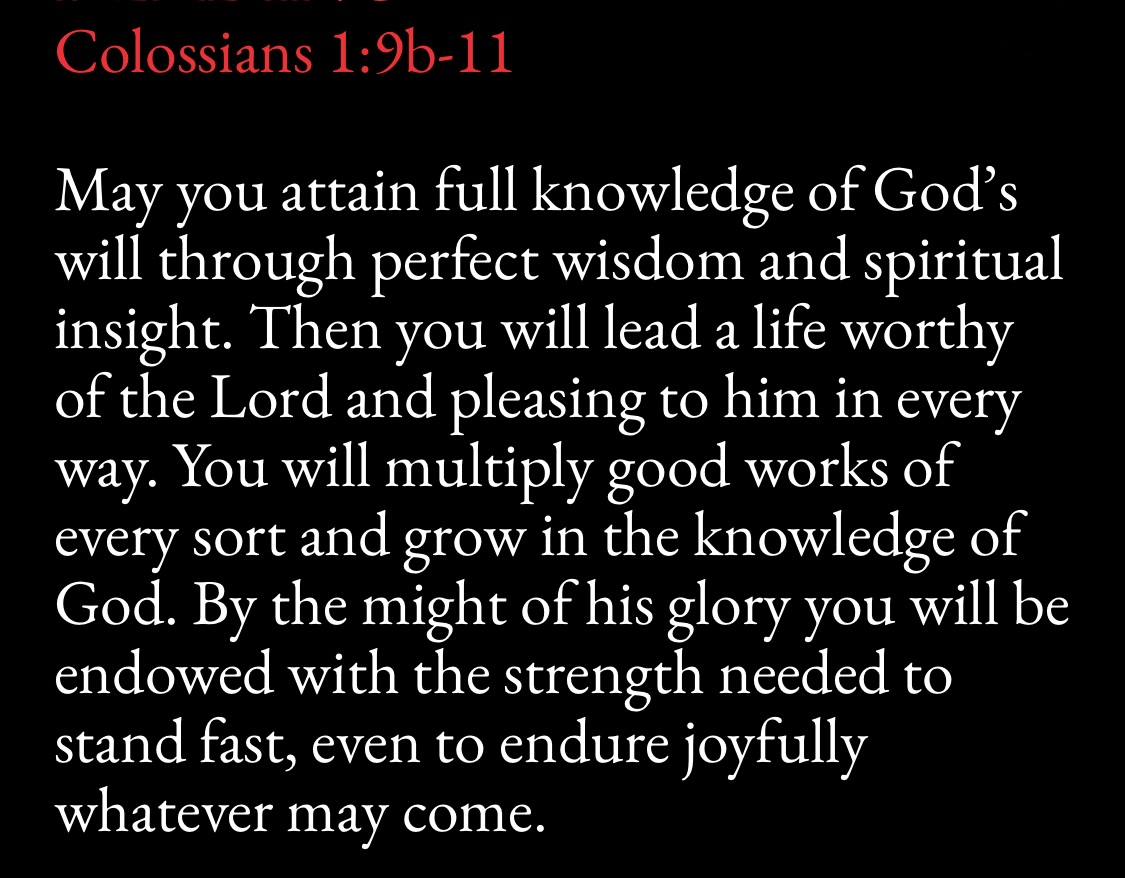 Colossians 1:9b-11
May you attain full knowledge of God’s
will through perfect wisdom and spiritual
insight. Then you will lead a life worthy
of the Lord and pleasing to him in every
way. You will multiply good works of
every sort and grow in the knowledge of
God. By the might of his glory you will be
endowed with the strength needed to
stand fast, even to endure joyfully
whatever may come.